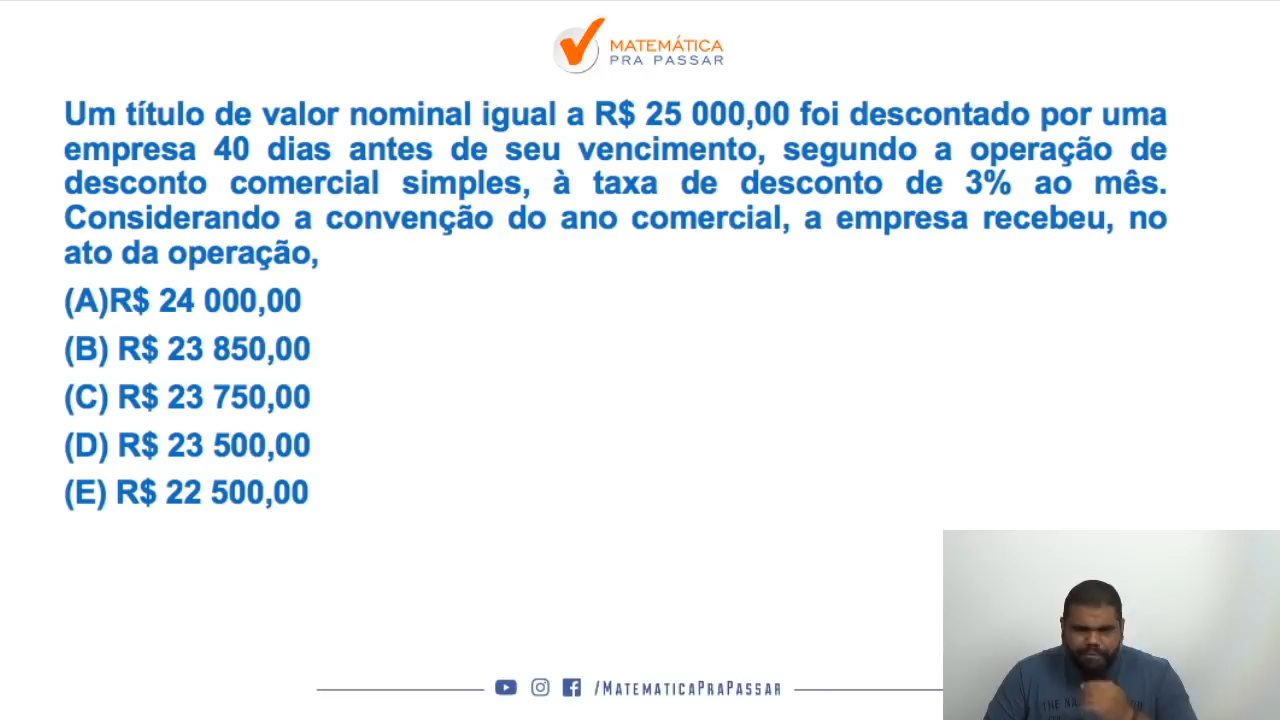 MATEMÁTICA
PRA PASSAR
Um título de valor nominal igual a R$ 25 000,00 foi descontado por uma
empresa 40 dias antes de seu vencimento, segundo a operação de
desconto comercial simples, à taxa de desconto de 3% ao mês.
Considerando a convenção do ano comercial, a empresa recebeu, no
ato da operação,
(A)R$ 24 000,00
(B) R$ 23 850,00
(C) R$ 23 750,00
(D) R$ 23 500,00
(E) R$ 22 500,00
/MATEMATICAPRAPASSAR
THE